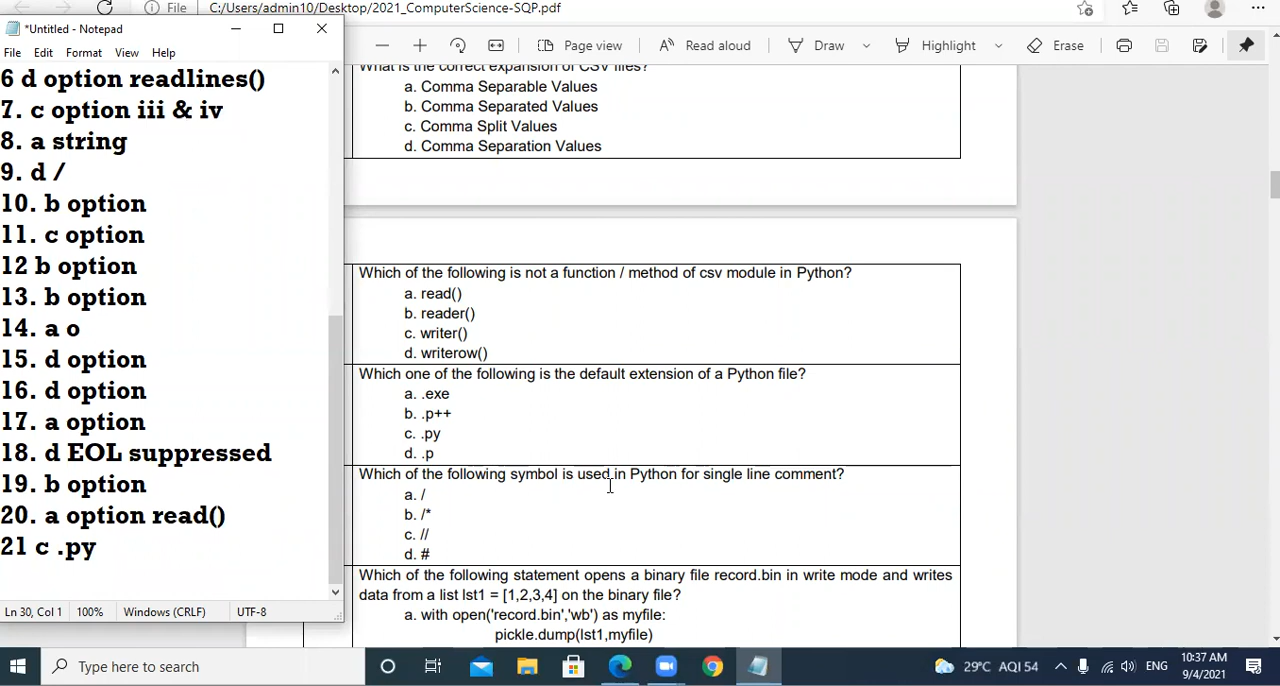 File
C:/Users/admin10/Desktop/2021_ComputerScience-SQP.pdf
*Untitled - Notepad
File Edit Format View Help
6 d option readlines()
7. c option iii & iv
8. a string
9. d /
10. b option
11. c option
12 b option
13. b option
14. a o
15. d option
16. d option
17. a option
18. d EOL suppressed
19. b option
20. a option read()
21 c .py
Ln 30, Col 1 100% Windows (CRLF) UTF-8
Page view Read aloud Draw Highlight Erase
What is the correct expansion of CSV files?
a. Comma Separable Values
b. Comma Separated Values
c. Comma Split Values
d. Comma Separation Values
Which of the following is not a function / method of csv module in Python?
a. read()
b. reader()
c. writer()
d. writerow()
Which one of the following is the default extension of a Python file?
a. .exe
b. .p++
c. .py
d. .p
Which of the following symbol is used in Python for single line comment?
a. /
b. /*
c. //
d. #
Which of the following statement opens a binary file record.bin in write mode and writes
data from a list lst1 = [1,2,3,4] on the binary file?
a. with open('record.bin','wb') as myfile:
pickle.dump(lst1,myfile)
Type here to search
29°C AQI 54
ENG
10:37 AM
9/4/2021